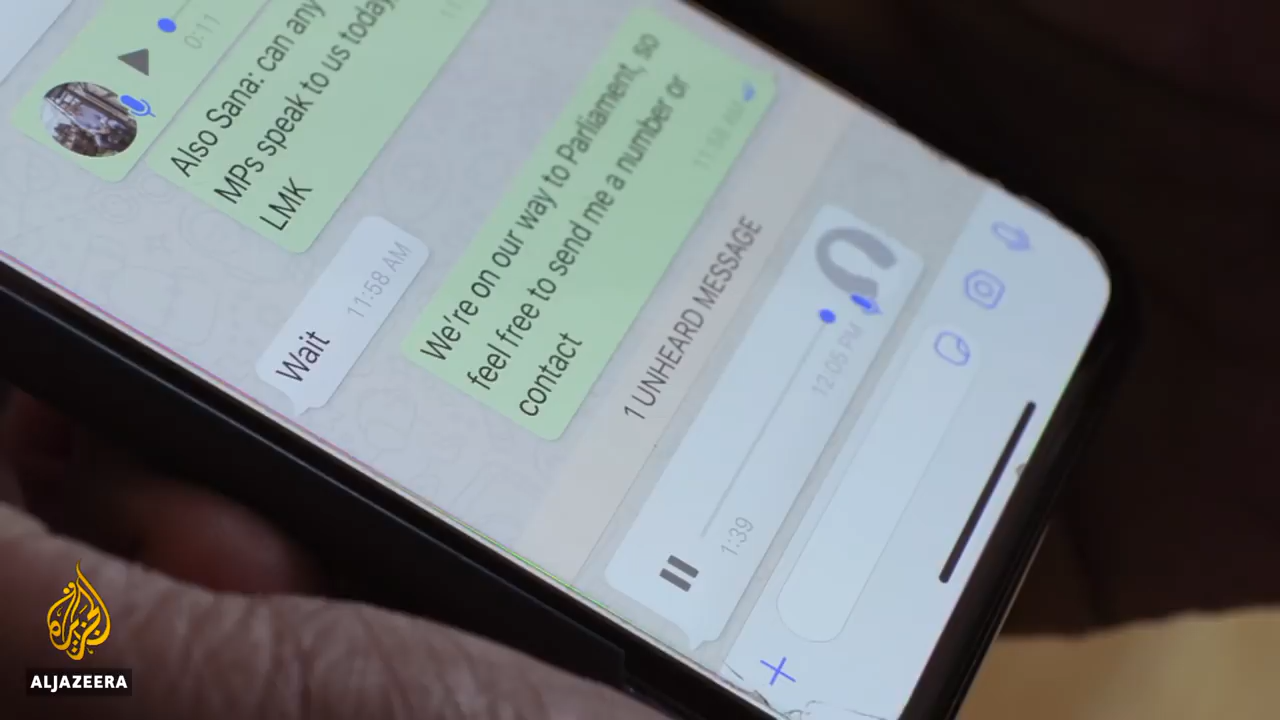 0:11
Also Sana: can any
MPs speak to us today,
LMK
Wait
11:58 AM
We're on our way to Parliament, so
feel free to send me a number or
contact
11:58 AM
1 UNHEARD MESSAGE
1:39
12:05 PM
الجزيرة
ALJAZEERA